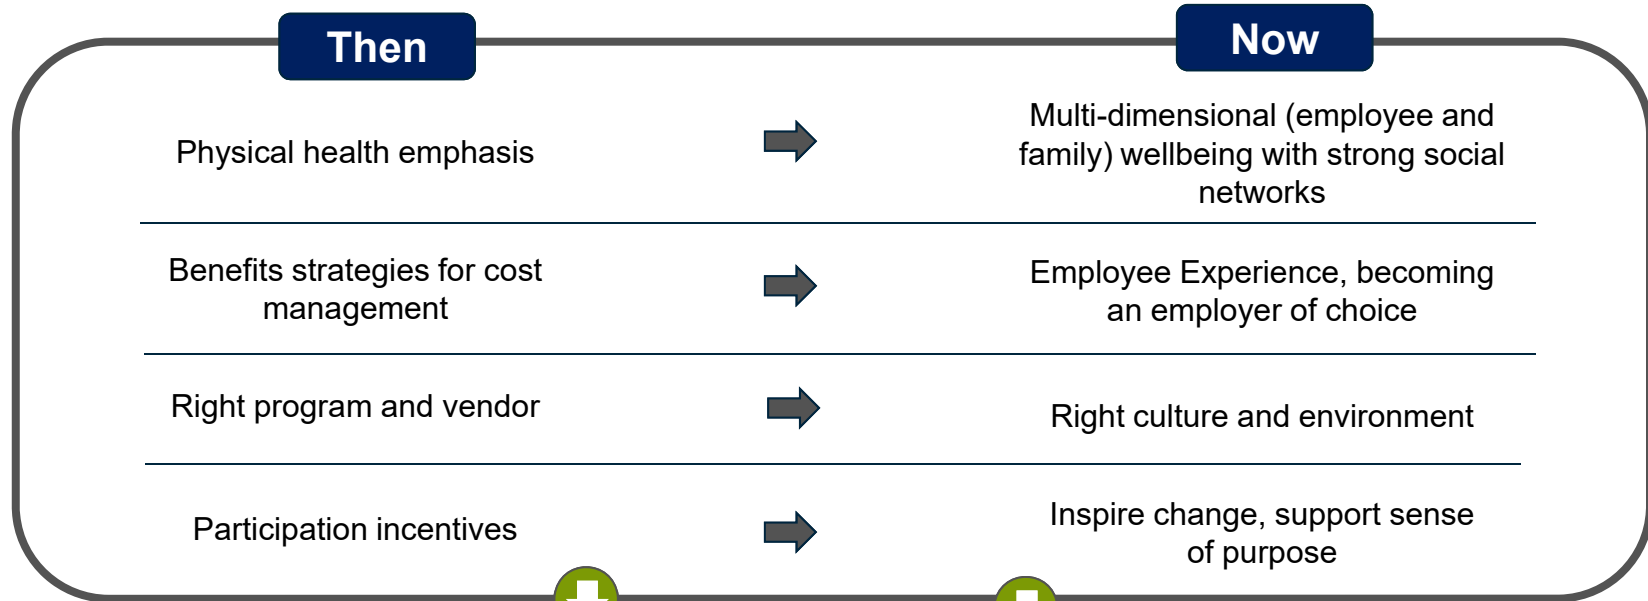 Then
Now
Physical health emphasis
Multi-dimensional (employee and
family) wellbeing with strong social
networks
Benefits strategies for cost
management
Employee Experience, becoming
an employer of choice
Right program and vendor
Right culture and environment
Participation incentives
Inspire change, support sense
of purpose